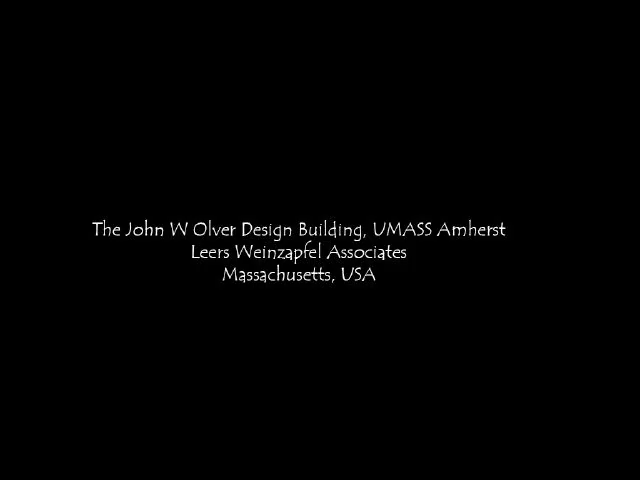 The John W Olver Design Building, UMASS Amherst
Leers Weinzapfel Associates
Massachusetts, USA